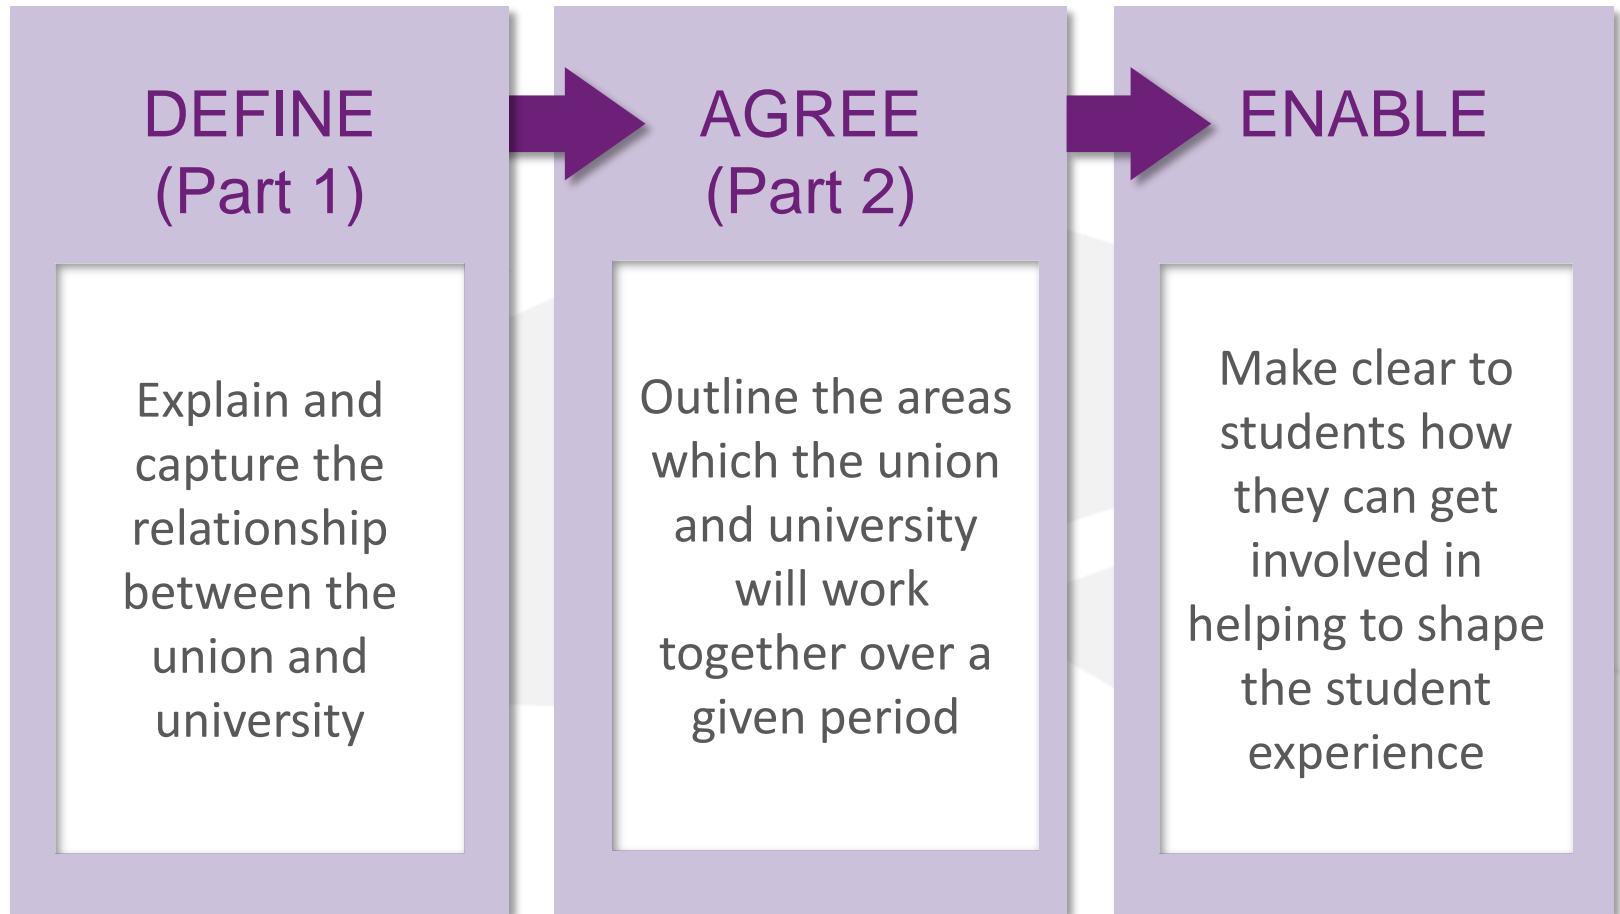 DEFINE
(Part 1)
Explain and
capture the
relationship
between the
union and
university
AGREE
(Part 2)
Outline the areas
which the union
and university
will work
together over a
given period
ENABLE
Make clear to
students how
they can get
involved in
helping to shape
the student
experience